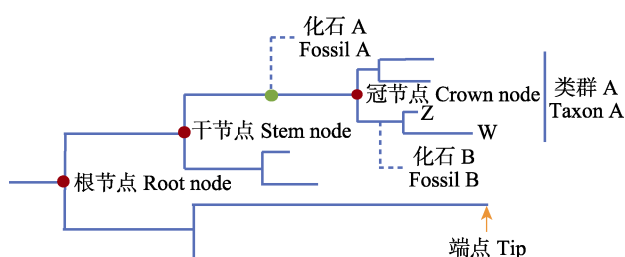 化石 A
Fossil A
冠节点 Crown node
类群 A
Taxon A
Z
干节点 Stem node
W
化石 B
Fossil B
根节点 Root node
端点 Tip